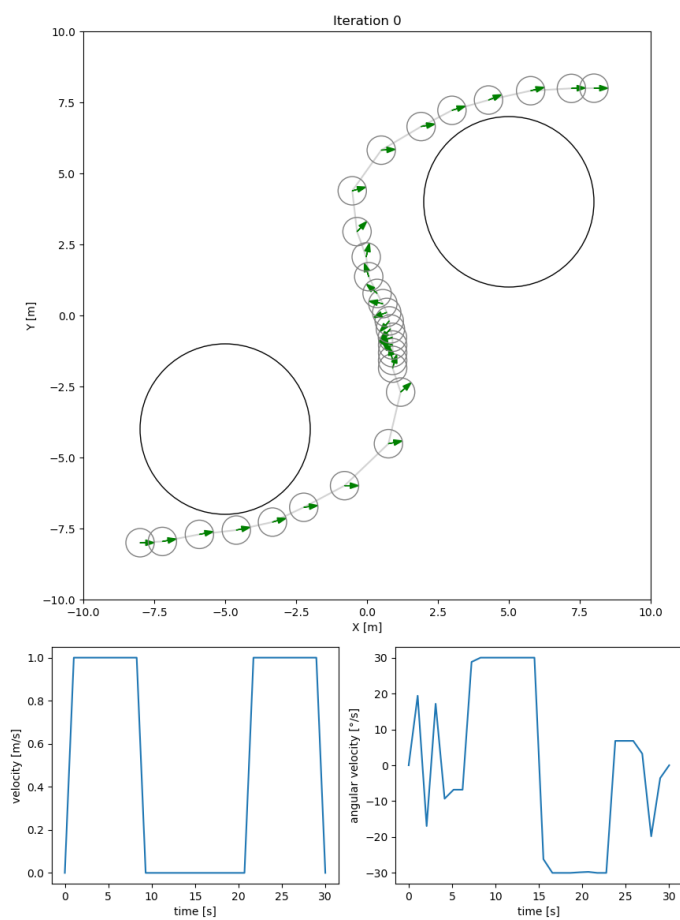 Iteration 0
10.0
7.5
5.0
2.5
0.0
−2.5
−5.0
−7.5
−10.0
Y [m]
−10.0 −7.5 −5.0 −2.5 0.0 2.5 5.0 7.5 10.0
X [m]
1.0
0.8
0.6
0.4
0.2
0.0
velocity [m/s]
0 5 10 15 20 25 30
time [s]
30
20
10
0
−10
−20
−30
angular velocity [°/s]
0 5 10 15 20 25 30
time [s]